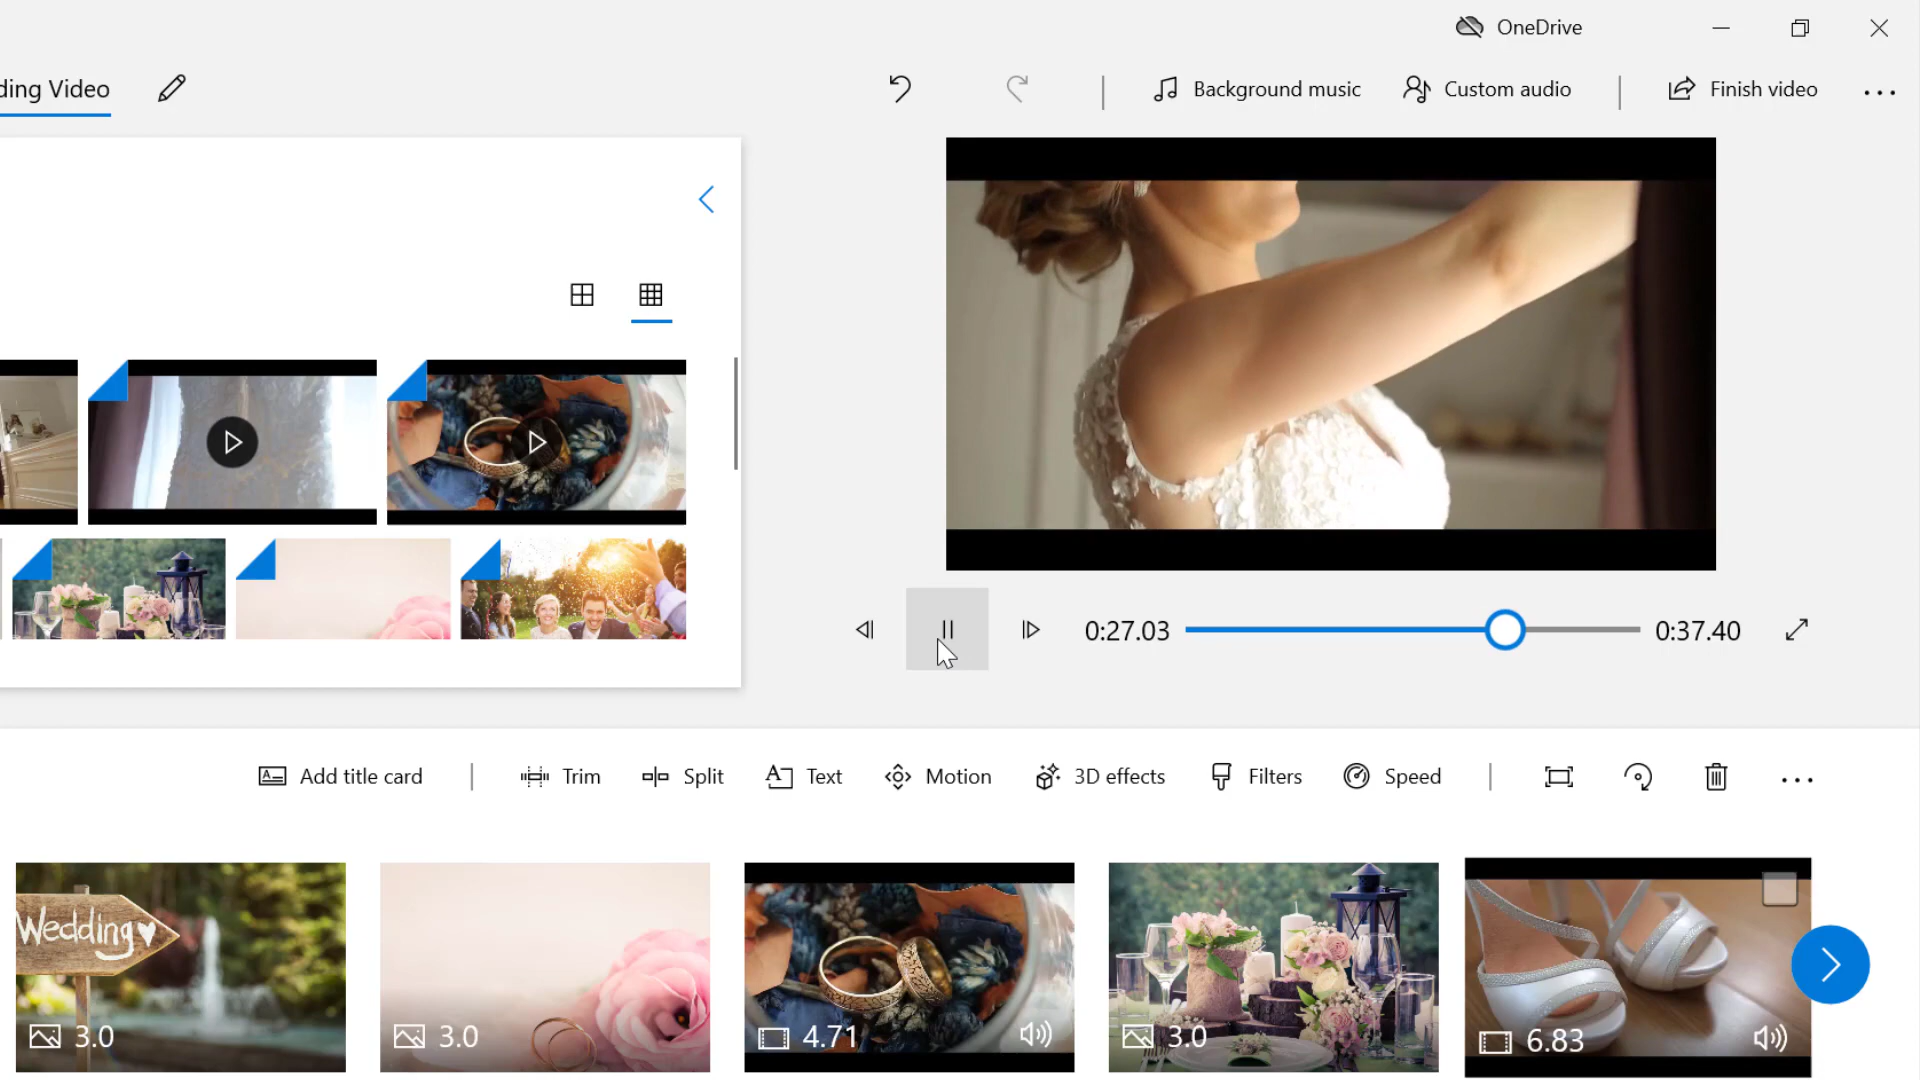 OneDrive
ding Video
Background music
Custom audio
Finish video
0:27.03
0:37.40
Add title card
Trim
Split
Text
Motion
3D effects
Filters
Speed
Wedding
3.0
3.0
4.71
3.0
6.83